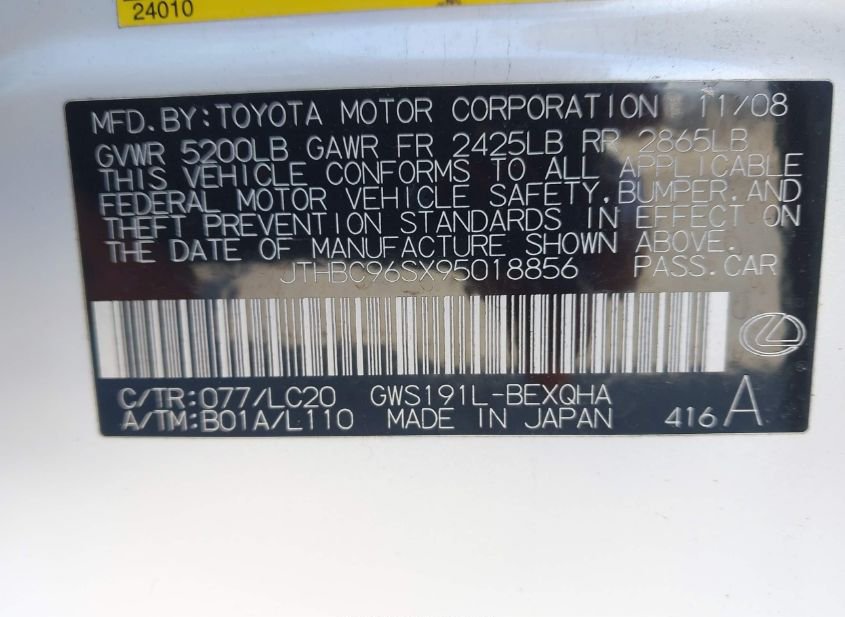 24010
MFD.BY:TOYOTA MOTOR CORPORATION 11/08
GVWR 5200LB GAWR FR 2425LB RR 2865LB
THIS VEHICLE CONFORMS TO ALL APPLICABLE
FEDERAL MOTOR VEHICLE SAFETY,BUMPER,AND
THEFT PREVENTION STANDARDS IN EFFECT ON
THE DATE OF MANUFACTURE SHOWN ABOVE.
JTHBC96SX95018856 PASS.CAR
C/TR:077/LC20 GWS191L-BEXQHA
A/TM:B01A/L110 MADE IN JAPAN 416 A